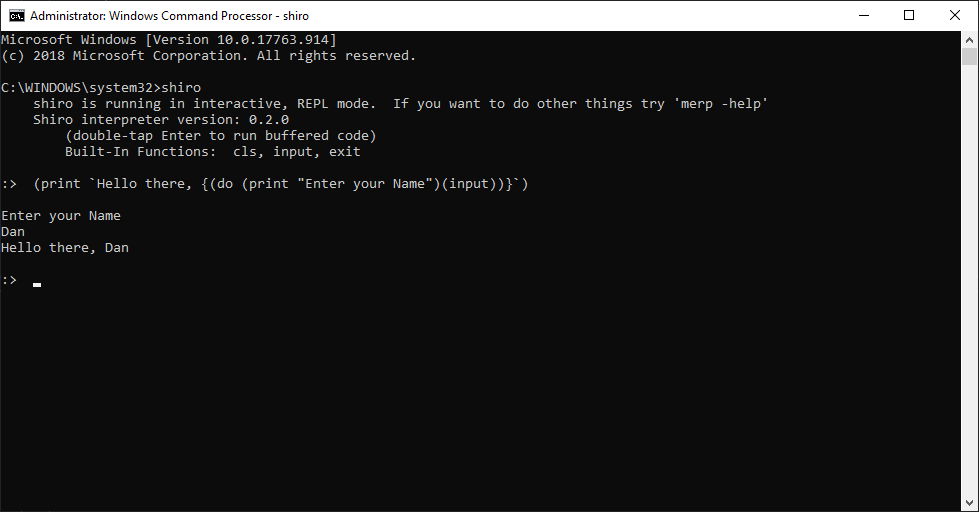 Administrator: Windows Command Processor - shiro
Microsoft Windows [Version 10.0.17763.914]
(c) 2018 Microsoft Corporation. All rights reserved.
C:\WINDOWS\system32>shiro
shiro is running in interactive, REPL mode.  If you want to do other things try 'merp -help'
Shiro interpreter version: 0.2.0
(double-tap Enter to run buffered code)
Built-In Functions:  cls, input, exit
:>  (print `Hello there, {(do (print "Enter your Name")(input))}`)
Enter your Name
Dan
Hello there, Dan
:>